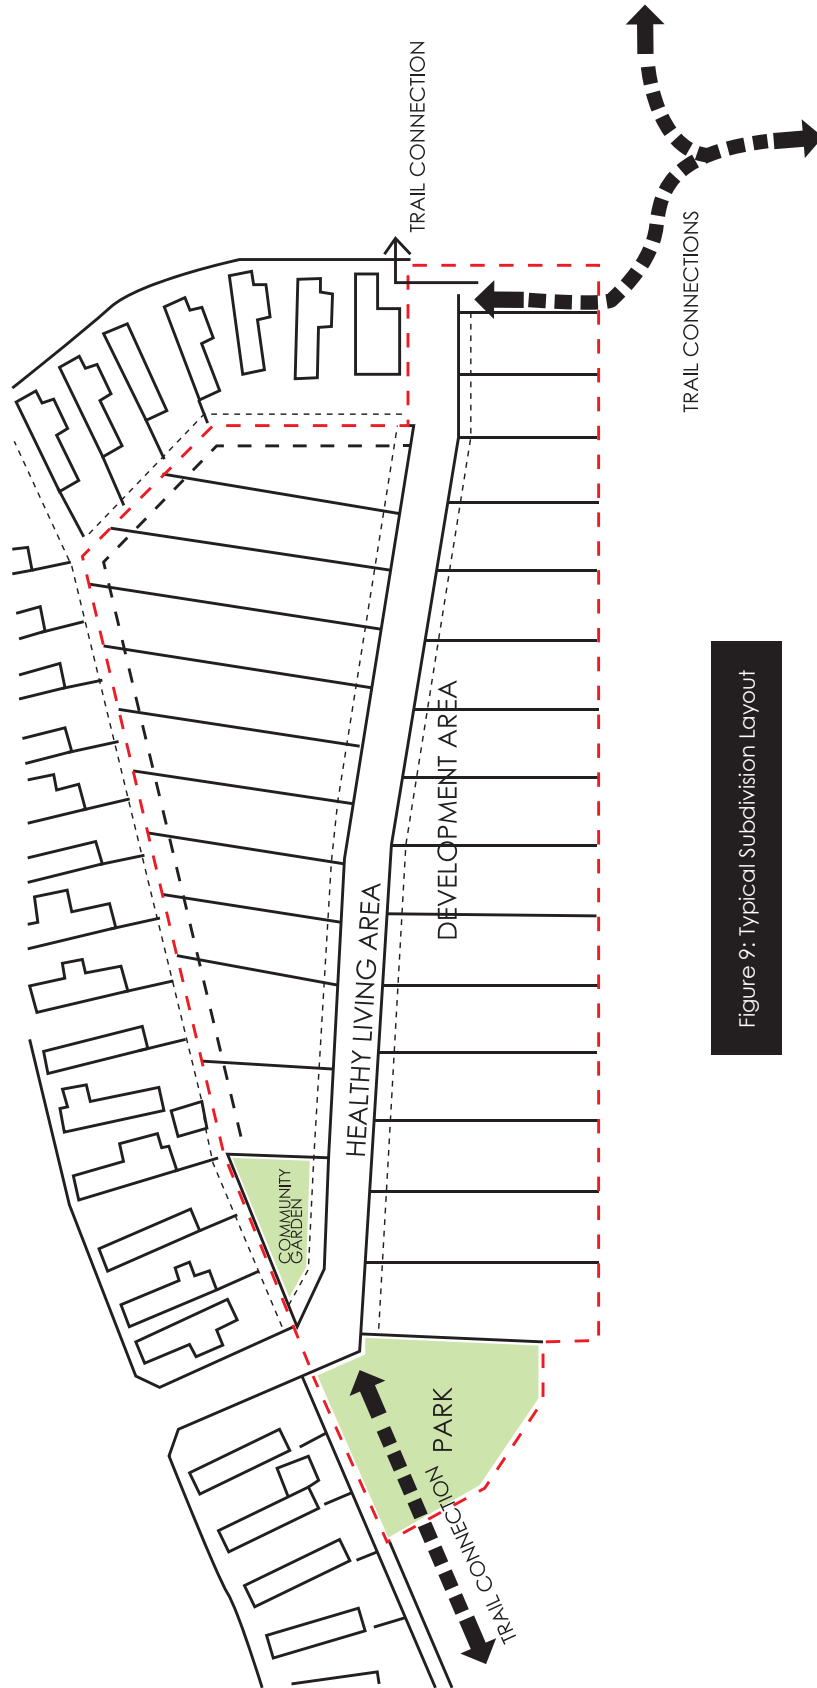 TRAIL CONNECTION
TRAIL CONNECTIONS
DEVELOPMENT AREA
HEALTHY LIVING AREA
COMMUNITY
GARDEN
PARK
TRAIL CONNECTION
Figure 9: Typical Subdivision Layout